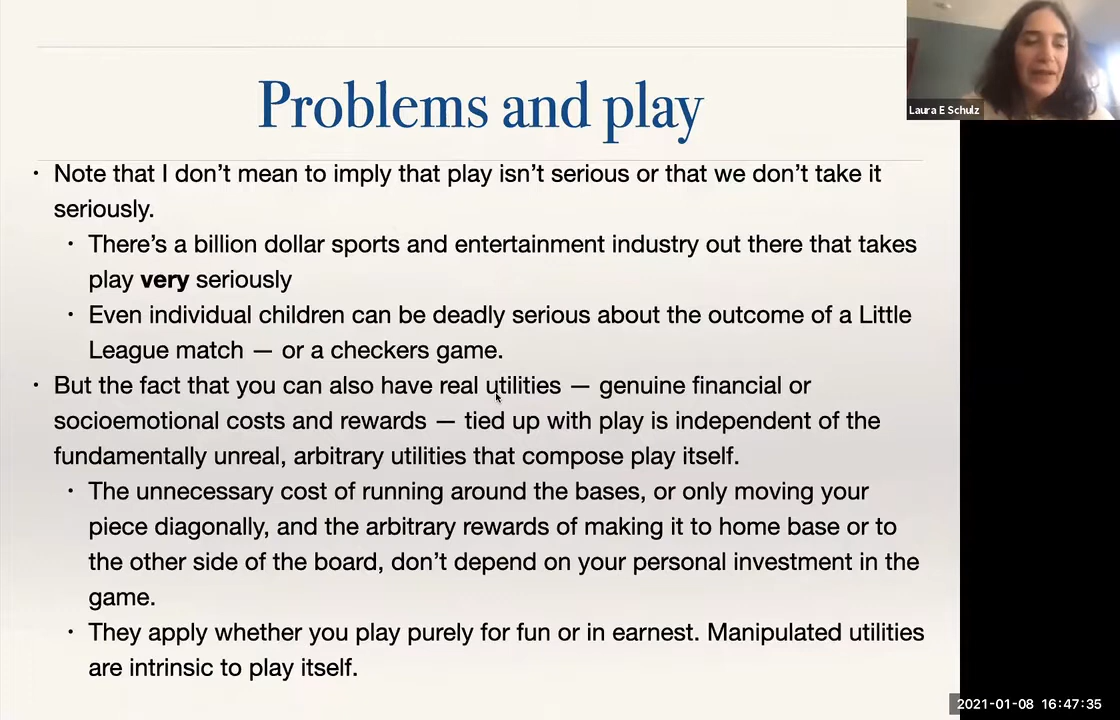 Problems and play
Laura E Schulz
• Note that I don’t mean to imply that play isn’t serious or that we don’t take it
seriously.
• There’s a billion dollar sports and entertainment industry out there that takes
play very seriously
• Even individual children can be deadly serious about the outcome of a Little
League match — or a checkers game.
• But the fact that you can also have real utilities — genuine financial or
socioemotional costs and rewards — tied up with play is independent of the
fundamentally unreal, arbitrary utilities that compose play itself.
• The unnecessary cost of running around the bases, or only moving your
piece diagonally, and the arbitrary rewards of making it to home base or to
the other side of the board, don’t depend on your personal investment in the
game.
• They apply whether you play purely for fun or in earnest. Manipulated utilities
are intrinsic to play itself.
2021-01-08 16:47:35